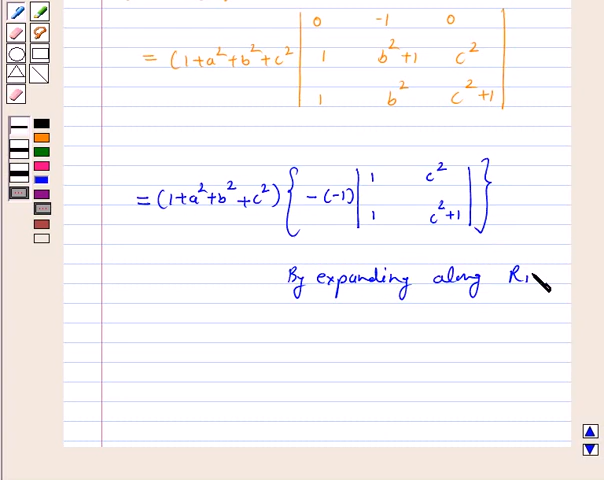 = (1+a²+b²+c² | 0 -1 0 |
| 1 b²+1 c² |
| 1 b² c²+1 |
= (1+a²+b²+c²) { -(-1) | 1 c² |
| 1 c²+1 | }
By expanding along R₁